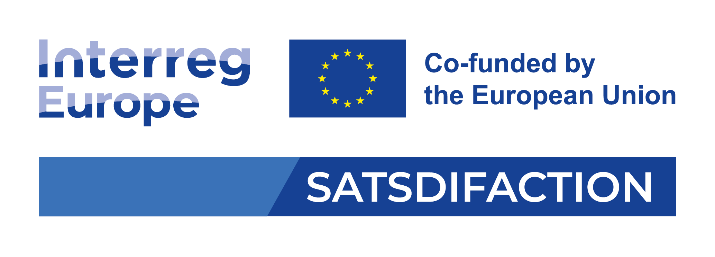 Interreg
Europe
Co-funded by
the European Union
SATSDIFACTION